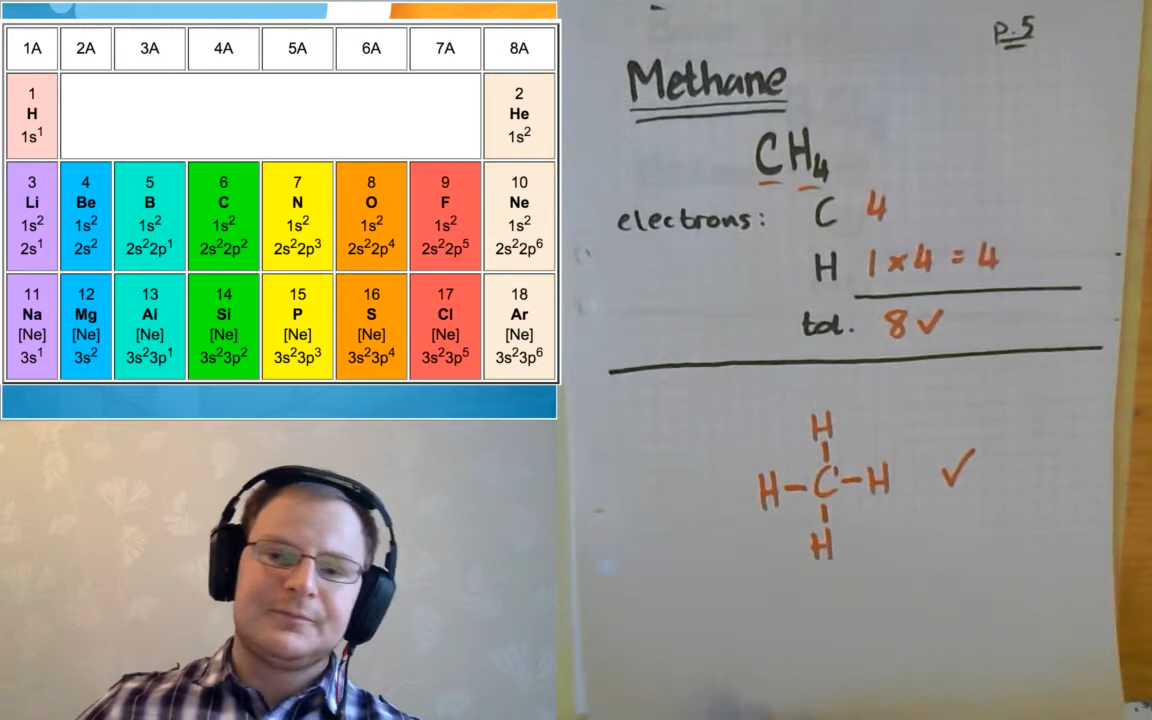 1A 2A 3A 4A 5A 6A 7A 8A
1 2
H He
1s¹ 1s²
3 4 5 6 7 8 9 10
Li Be B C N O F Ne
1s² 1s² 1s² 1s² 1s² 1s² 1s² 1s²
2s¹ 2s² 2s²2p¹ 2s²2p² 2s²2p³ 2s²2p⁴ 2s²2p⁵ 2s²2p⁶
11 12 13 14 15 16 17 18
Na Mg Al Si P S Cl Ar
[Ne] [Ne] [Ne] [Ne] [Ne] [Ne] [Ne] [Ne]
3s¹ 3s² 3s²3p¹ 3s²3p² 3s²3p³ 3s²3p⁴ 3s²3p⁵ 3s²3p⁶
p.5
Methane
CH₄
electrons: C 4
H 1 × 4 = 4
tot. 8 ✓
H
H-C-H ✓
H